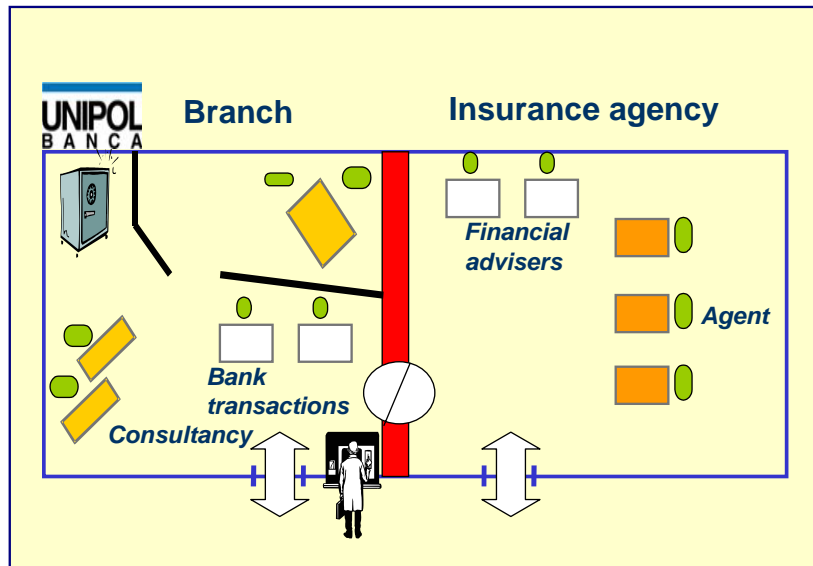 UNIPOL
BANCA
Branch
Insurance agency
Financial
advisers
Agent
Bank
transactions
Consultancy